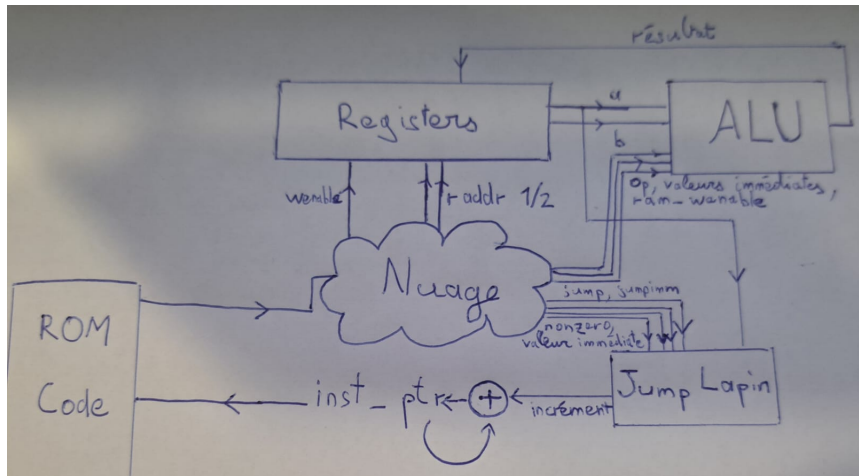 résultat
Registers
a
b
ALU
wenable
r addr 1/2
op, valeurs immédiates,
ram_wenable
Nuage
jump, jumpimm
nonzero,
valeur immédiate
ROM
Code
inst_ptr
+
incrément
Jump Lapin